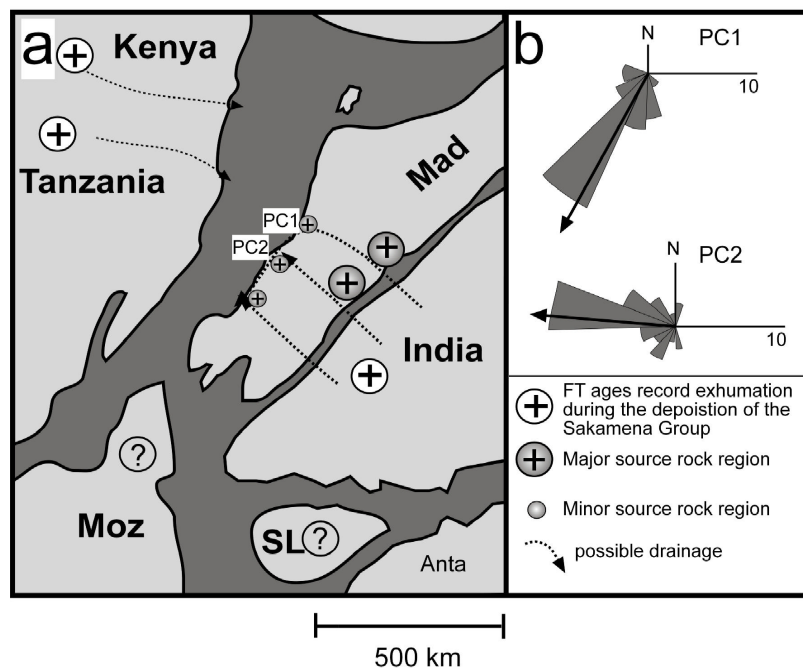 a
Kenya
Tanzania
Mad
PC1
PC2
India
?
Moz
SL
?
Anta
500 km
b
N
PC1
10
N
PC2
10
FT ages record exhumation
during the depoistion of the
Sakamena Group
Major source rock region
Minor source rock region
possible drainage